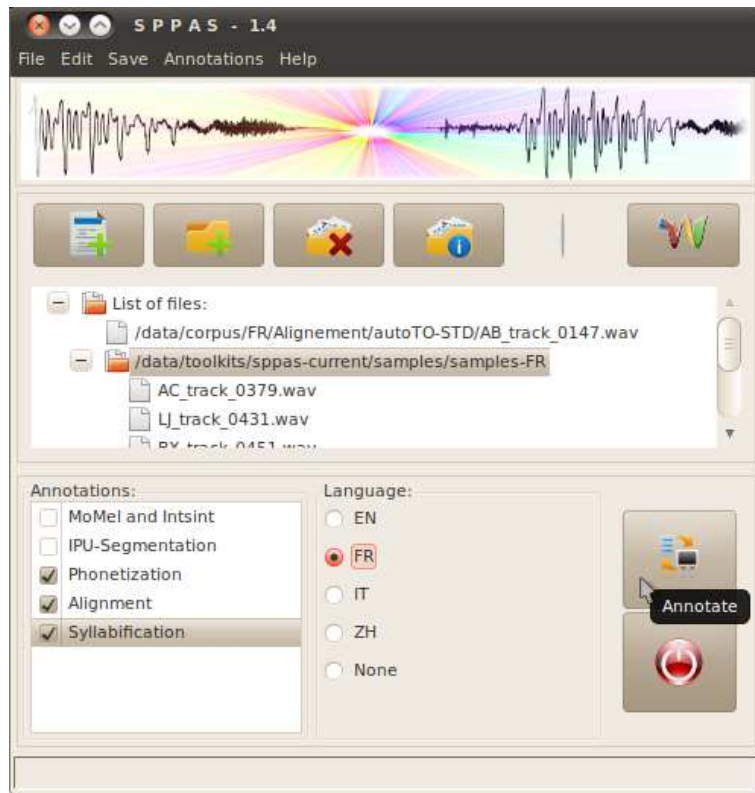 SPPAS - 1.4
File Edit Save Annotations Help
List of files:
/data/corpus/FR/Alignement/autoTO-STD/AB_track_0147.wav
/data/toolkits/sppas-current/samples/samples-FR
AC_track_0379.wav
LJ_track_0431.wav
BX_track_0451.wav
Annotations:
MoMel and Intsint
IPU-Segmentation
Phonetization
Alignment
Syllabification
Language:
EN
FR
IT
ZH
None
Annotate